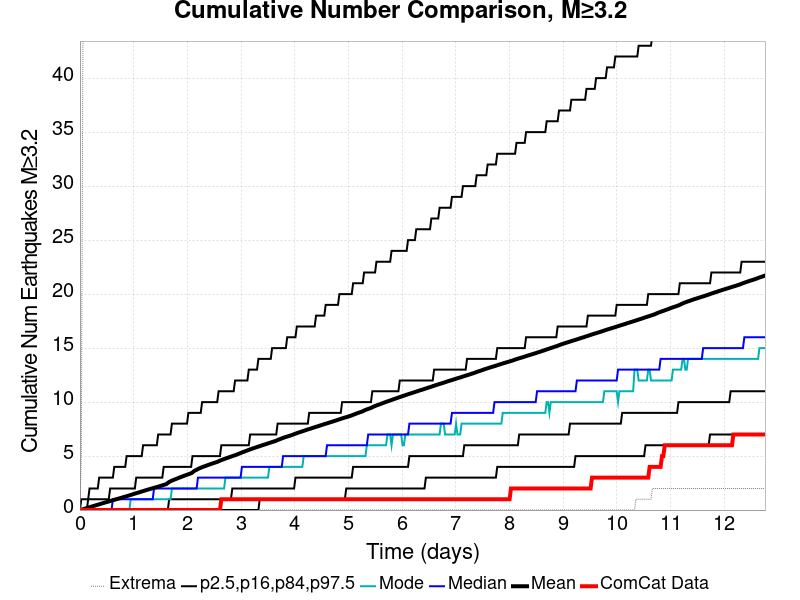 Cumulative Number Comparison, M≥3.2
Cumulative Num Earthquakes M≥3.2
40
35
30
25
20
15
10
5
0
0 1 2 3 4 5 6 7 8 9 10 11 12
Time (days)
Extrema p2.5,p16,p84,p97.5 Mode Median Mean ComCat Data